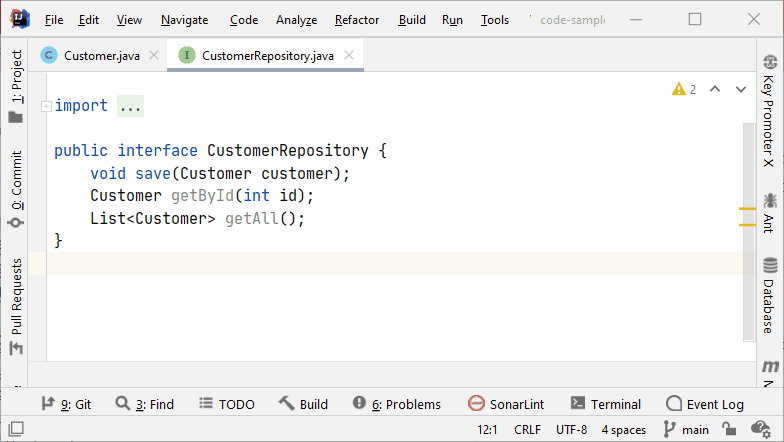 File Edit View Navigate Code Analyze Refactor Build Run Tools code-sample
1: Project
0: Commit
Pull Requests
Customer.java CustomerRepository.java
2
import ...
public interface CustomerRepository {
void save(Customer customer);
Customer getById(int id);
List<Customer> getAll();
}
Key Promoter X
Ant
Database
9: Git 3: Find TODO Build 6: Problems SonarLint Terminal Event Log
12:1 CRLF UTF-8 4 spaces main